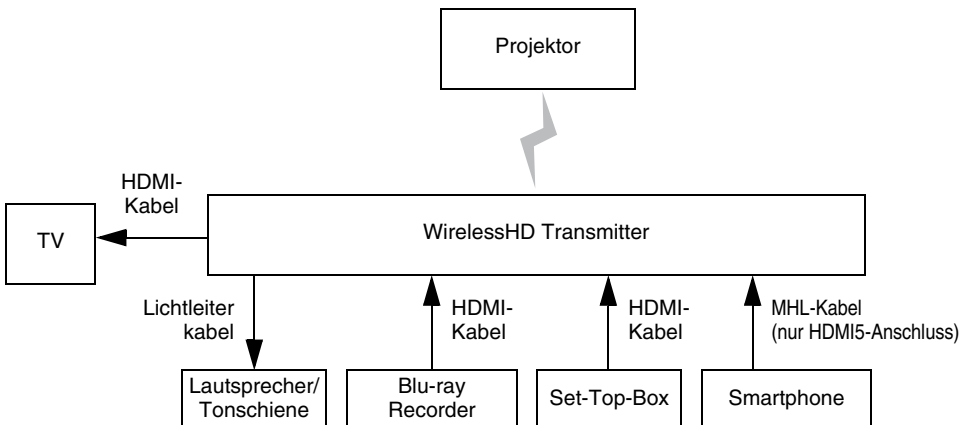 Projektor
HDMI-
Kabel
TV
WirelessHD Transmitter
Lichtleiter
kabel
HDMI-
Kabel
HDMI-
Kabel
MHL-Kabel
(nur HDMI5-Anschluss)
Lautsprecher/
Tonschiene
Blu-ray
Recorder
Set-Top-Box
Smartphone